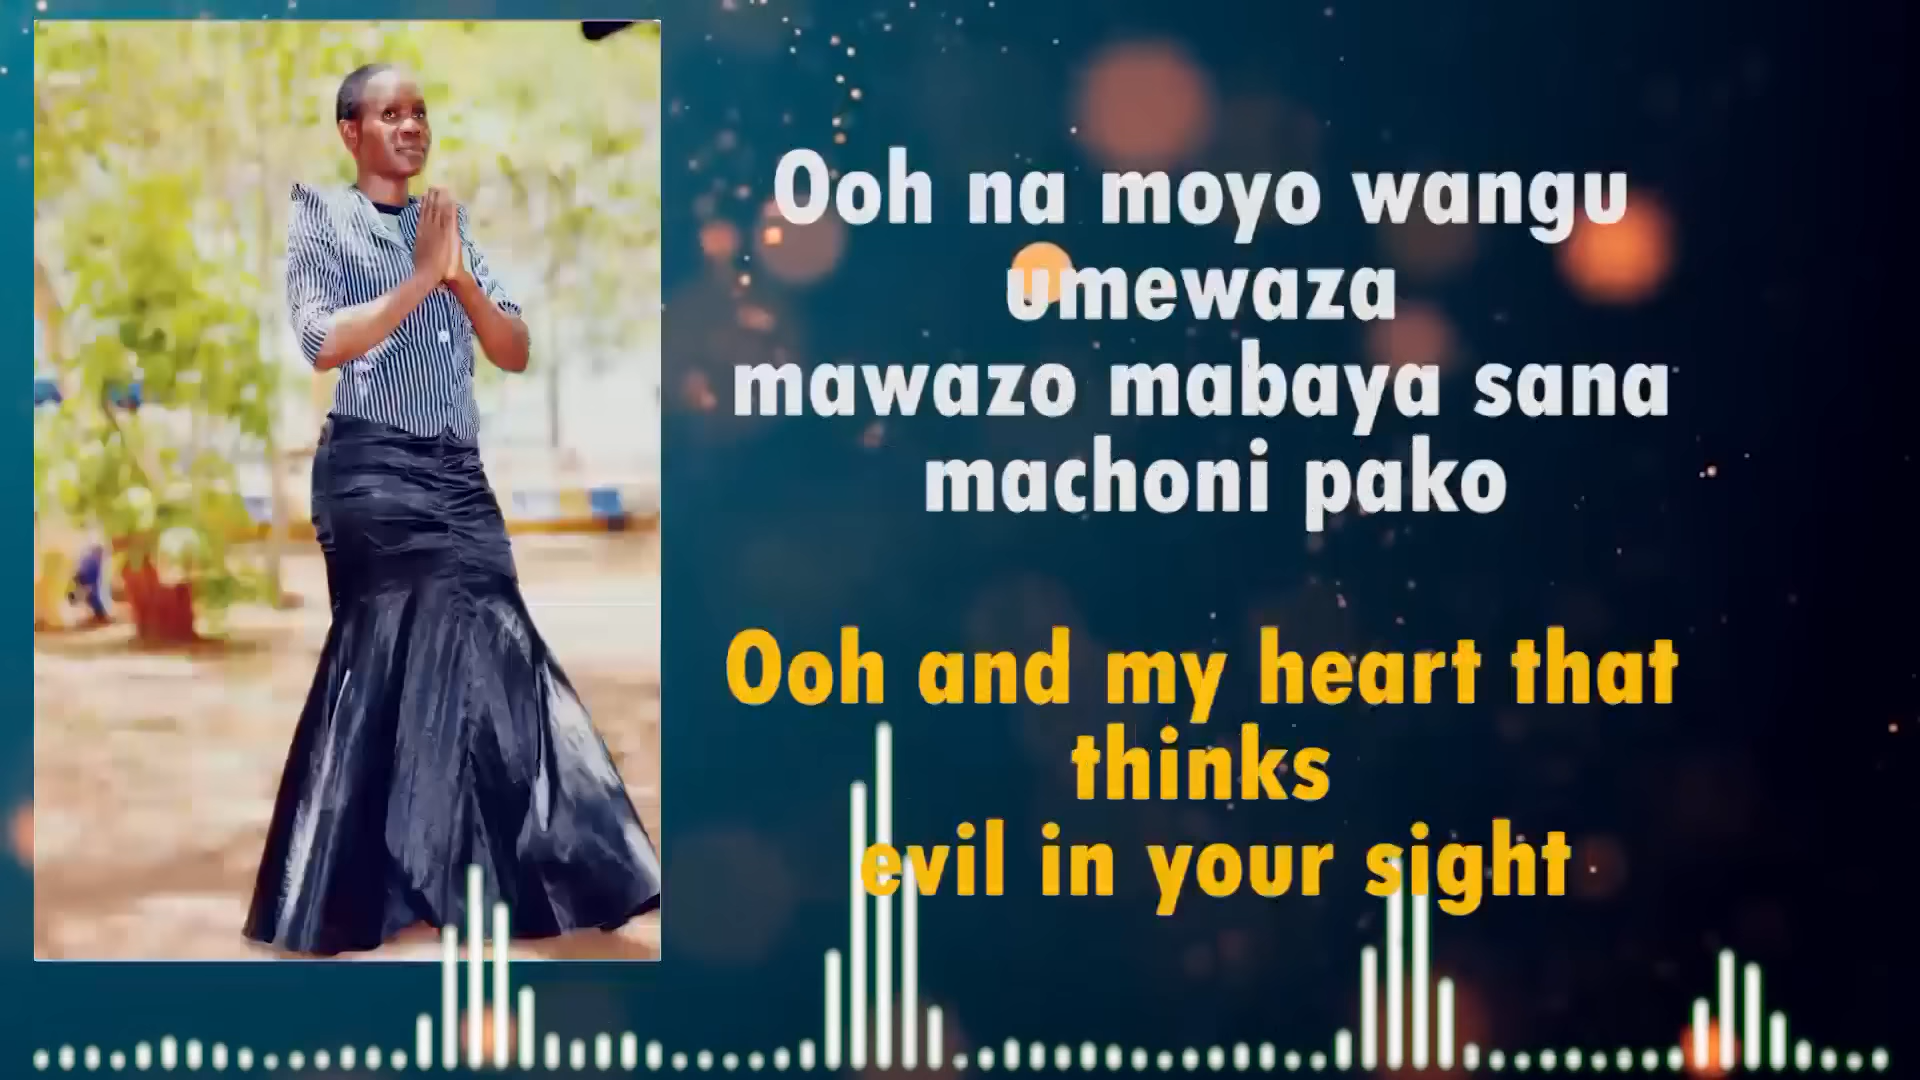 Ooh na moyo wangu
umewaza
mawazo mabaya sana
machoni pako
Ooh and my heart that
thinks
evil in your sight